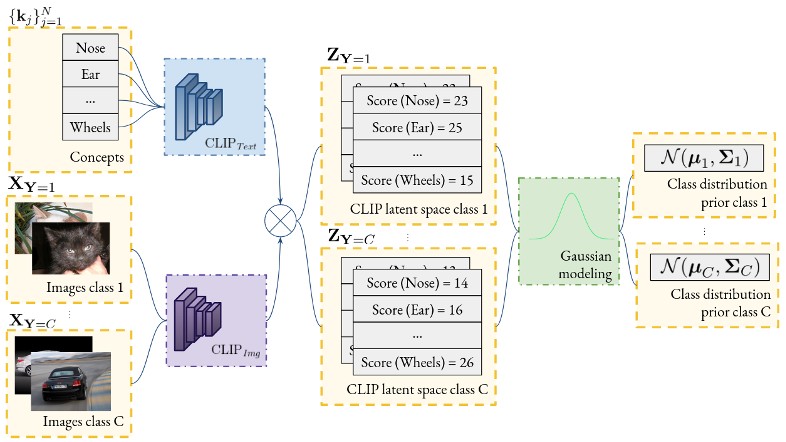 {k_j}_{j=1}^N
Nose
Ear
...
Wheels
Concepts
CLIP_Text
X_{Y=1}
Images class 1
X_{Y=C}
Images class C
CLIP_Img
Z_{Y=1}
Score (Nose) = 23
Score (Ear) = 25
...
Score (Wheels) = 15
CLIP latent space class 1
Z_{Y=C}
Score (Nose) = 14
Score (Ear) = 16
...
Score (Wheels) = 26
CLIP latent space class C
Gaussian
modeling
N(μ_1, Σ_1)
Class distribution
prior class 1
N(μ_C, Σ_C)
Class distribution
prior class C